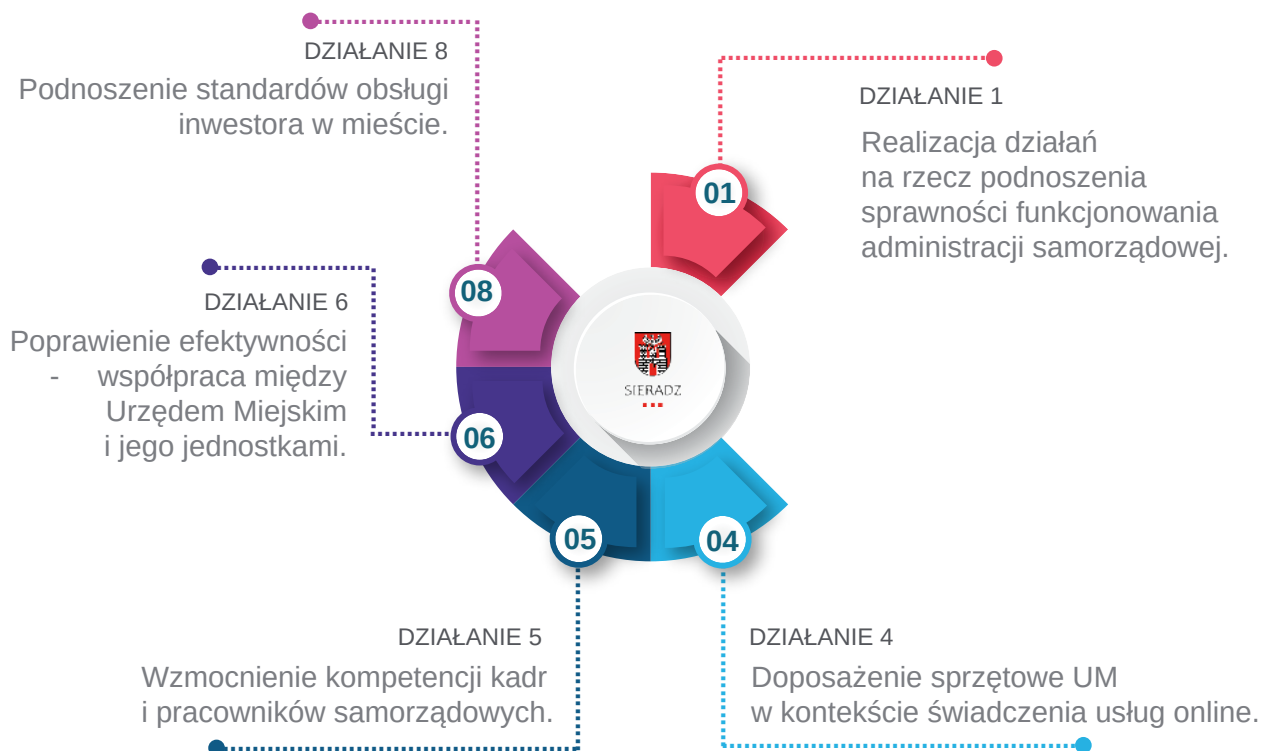 DZIAŁANIE 8
Podnoszenie standardów obsługi
inwestora w mieście.
DZIAŁANIE 1
Realizacja działań
na rzecz podnoszenia
sprawności funkcjonowania
administracji samorządowej.
01
08
DZIAŁANIE 6
Poprawienie efektywności
- współpraca między
Urzędem Miejskim
i jego jednostkami.
SIERADZ
06
05
04
DZIAŁANIE 5
Wzmocnienie kompetencji kadr
i pracowników samorządowych.
DZIAŁANIE 4
Doposażenie sprzętowe UM
w kontekście świadczenia usług online.